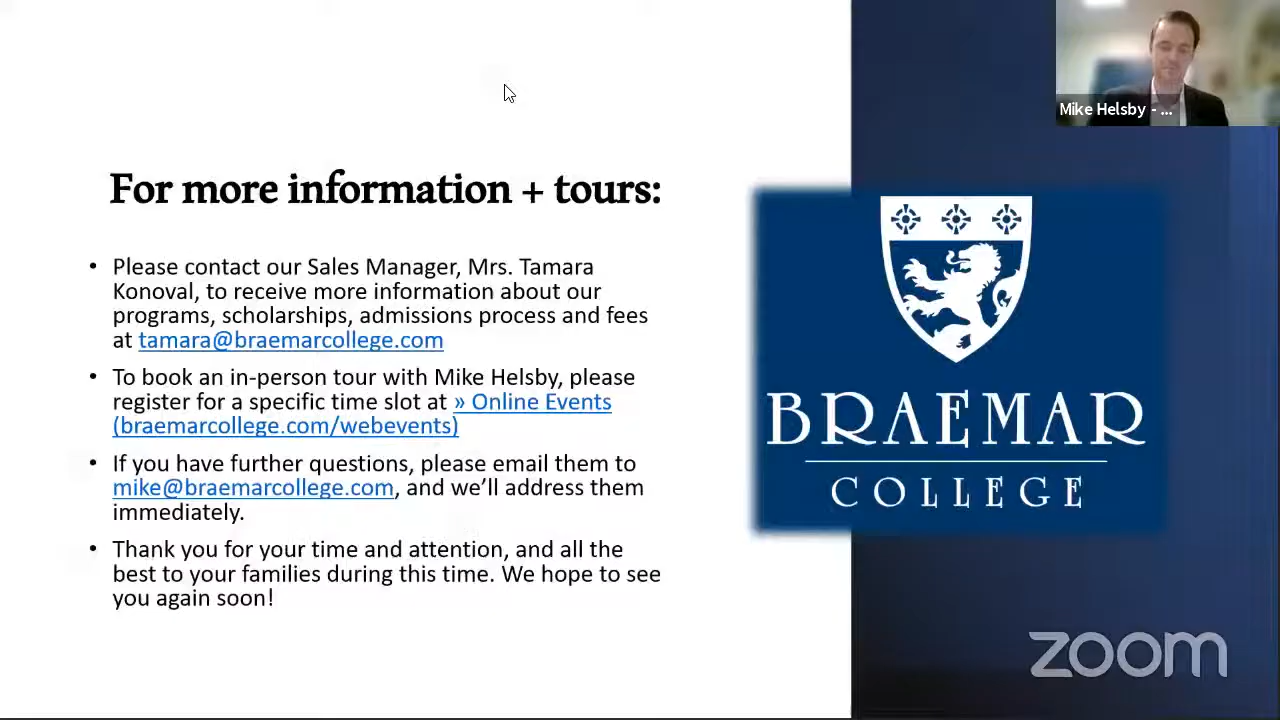 Mike Helsby - ...
For more information + tours:
• Please contact our Sales Manager, Mrs. Tamara
Konoval, to receive more information about our
programs, scholarships, admissions process and fees
at tamara@braemarcollege.com
• To book an in-person tour with Mike Helsby, please
register for a specific time slot at » Online Events
(braemarcollege.com/webevents)
• If you have further questions, please email them to
mike@braemarcollege.com, and we’ll address them
immediately.
• Thank you for your time and attention, and all the
best to your families during this time. We hope to see
you again soon!
BRAEMAR
COLLEGE
zoom